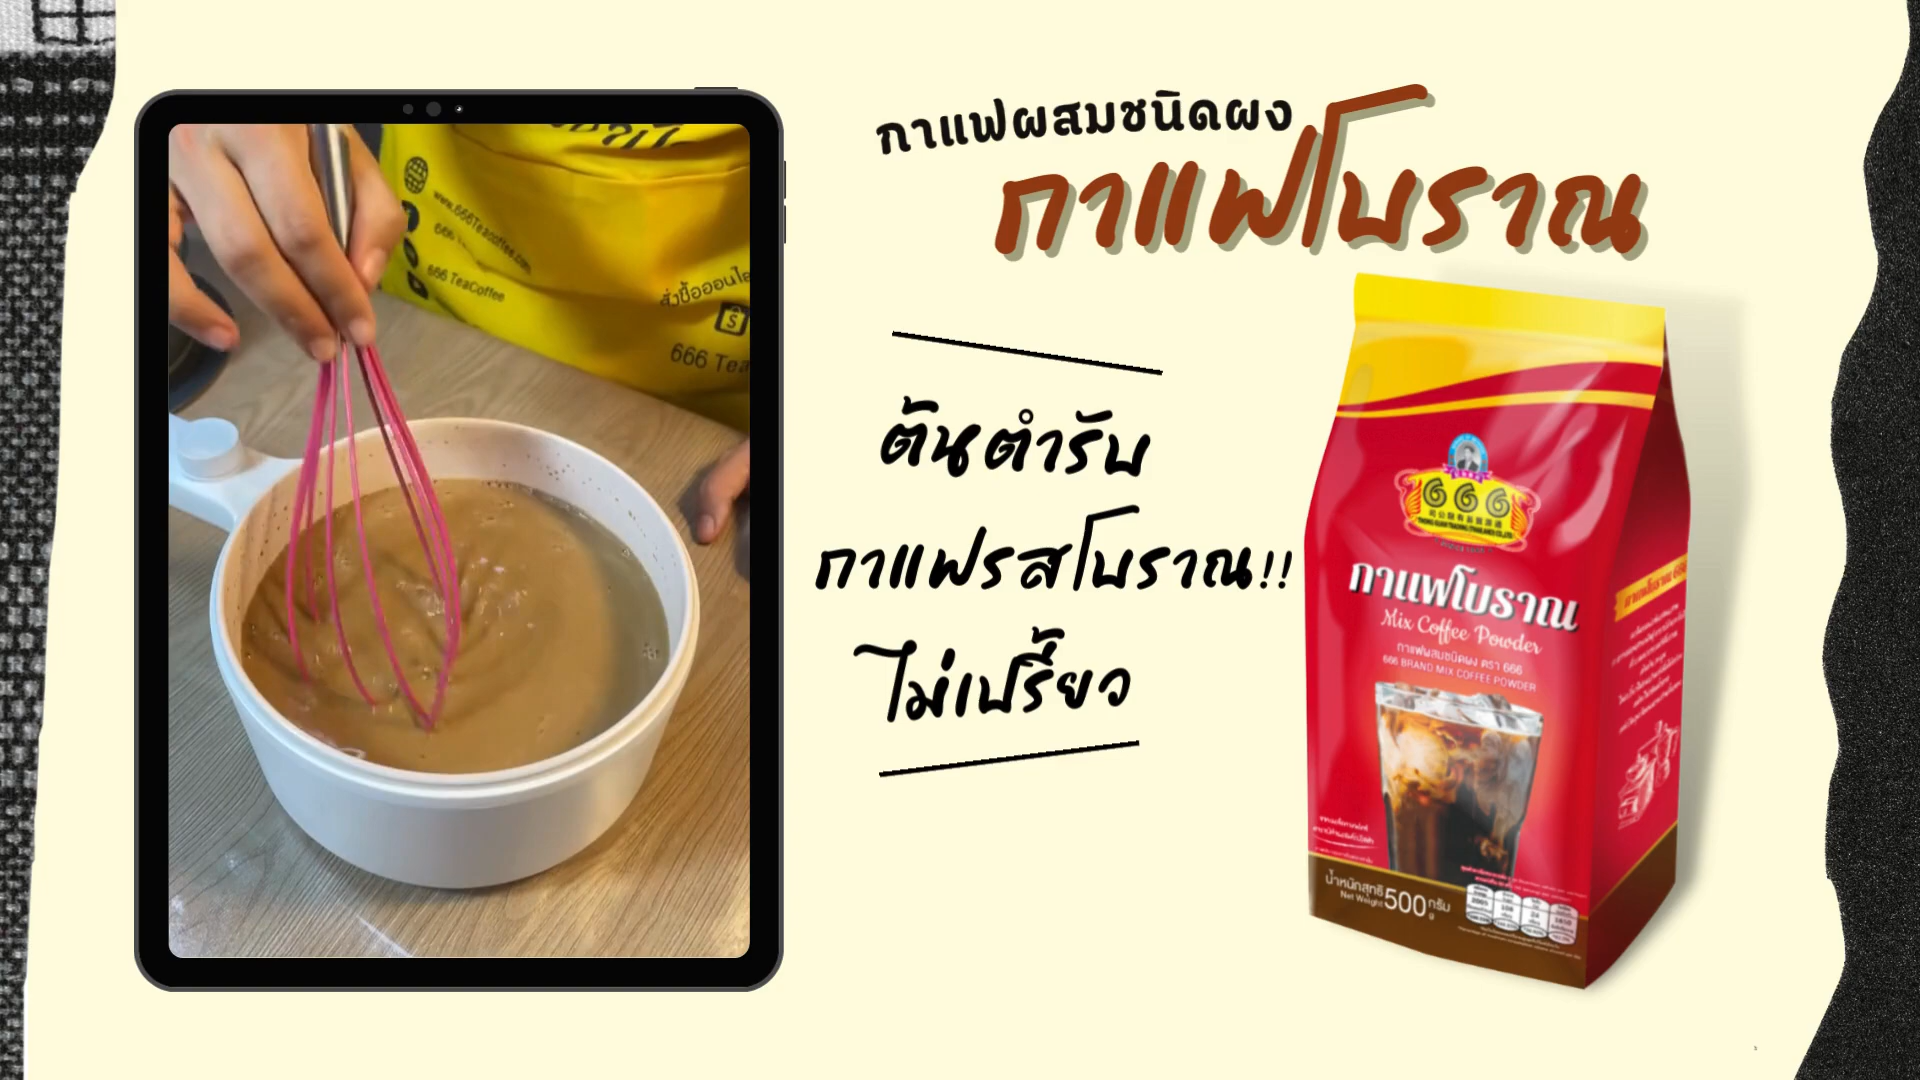 กาแฟผสมชนิดผง
กาแฟโบราณ
ต้นตำรับ
กาแฟรสโบราณ!!
ไม่เปรี้ยว
www.666Teacoffee.com
666 TeaCoffee
สั่งซื้อออนไล
666 Tea
666
กาแฟโบราณ
Mix Coffee Powder
กาแฟผสมชนิดผง ตรา 666
666 BRAND MIX COFFEE POWDER
น้ำหนักสุทธิ 500 กรัม
Net Weight g